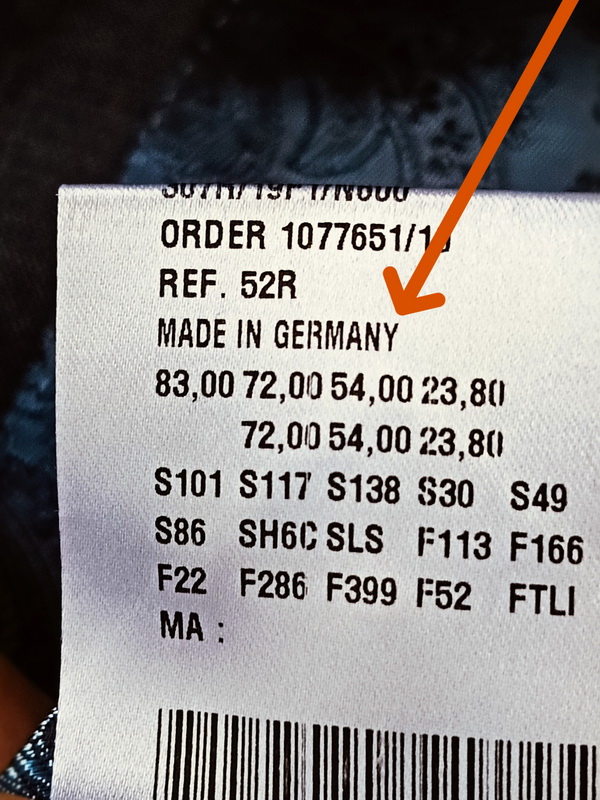 ORDER 1077651/1
REF. 52R
MADE IN GERMANY
83,00 72,00 54,00 23,80
72,00 54,00 23,80
S101 S117 S138 S30 S49
S86 SH6C SLS F113 F166
F22 F286 F399 F52 FTLI
MA :